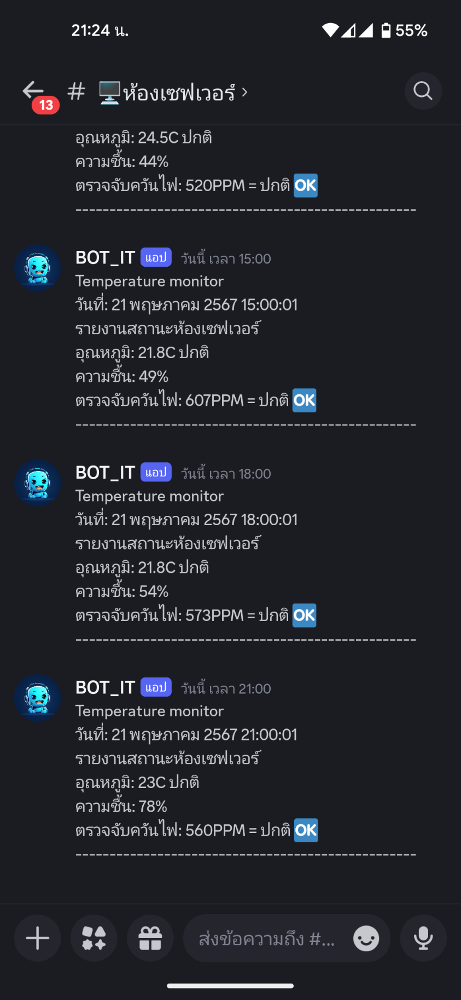 21:24 น.
55%
13
# 🖥️ห้องเซฟเวอร์ ›
อุณหภูมิ: 24.5C ปกติ
ความชื้น: 44%
ตรวจจับควันไฟ: 520PPM = ปกติ 🆗
--------------------------------------------------
BOT_IT แอป วันนี้ เวลา 15:00
Temperature monitor
วันที่: 21 พฤษภาคม 2567 15:00:01
รายงานสถานะห้องเซฟเวอร์
อุณหภูมิ: 21.8C ปกติ
ความชื้น: 49%
ตรวจจับควันไฟ: 607PPM = ปกติ 🆗
--------------------------------------------------
BOT_IT แอป วันนี้ เวลา 18:00
Temperature monitor
วันที่: 21 พฤษภาคม 2567 18:00:01
รายงานสถานะห้องเซฟเวอร์
อุณหภูมิ: 21.8C ปกติ
ความชื้น: 54%
ตรวจจับควันไฟ: 573PPM = ปกติ 🆗
--------------------------------------------------
BOT_IT แอป วันนี้ เวลา 21:00
Temperature monitor
วันที่: 21 พฤษภาคม 2567 21:00:01
รายงานสถานะห้องเซฟเวอร์
อุณหภูมิ: 23C ปกติ
ความชื้น: 78%
ตรวจจับควันไฟ: 560PPM = ปกติ 🆗
--------------------------------------------------
ส่งข้อความถึง #...